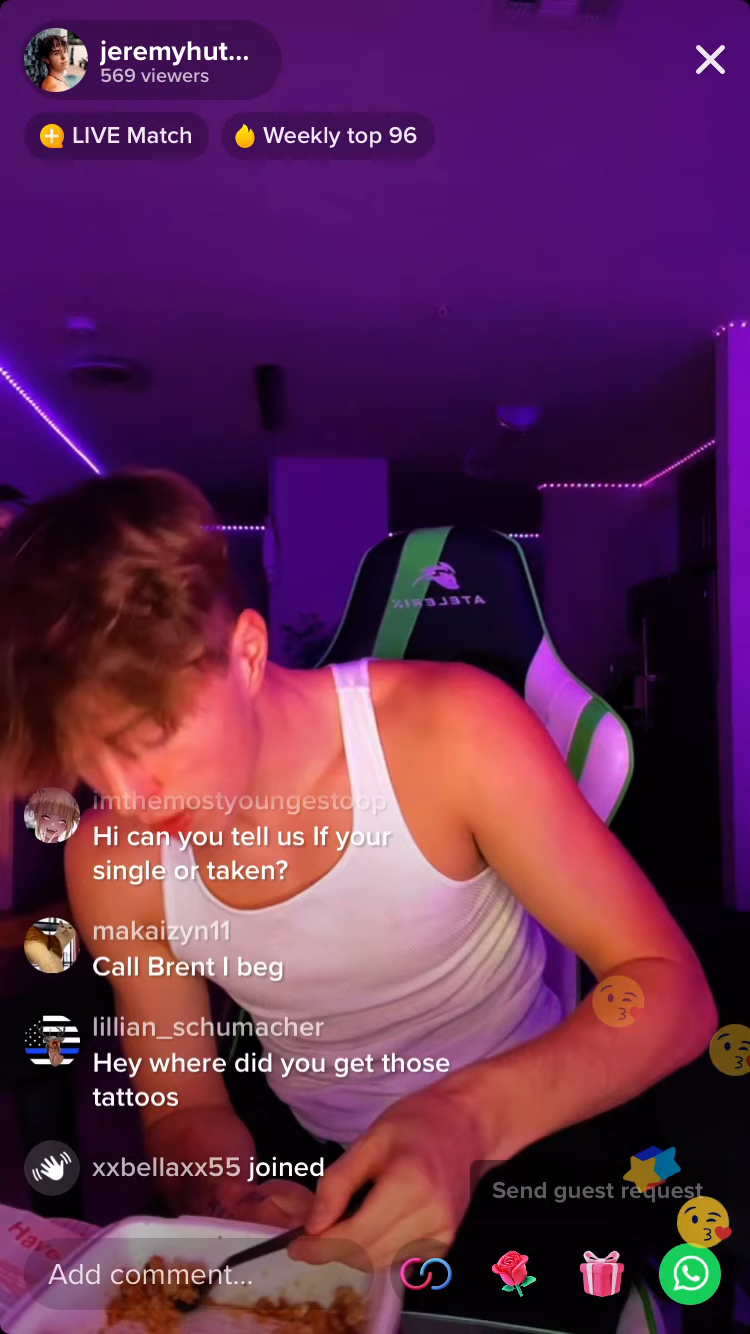 jeremyhut...
569 viewers
LIVE Match
Weekly top 96
ATELERIX
imthemostyoungestoop
Hi can you tell us If your
single or taken?
makaizyn11
Call Brent I beg
lillian_schumacher
Hey where did you get those
tattoos
xxbellaxx55 joined
Send guest request
Have
Add comment...